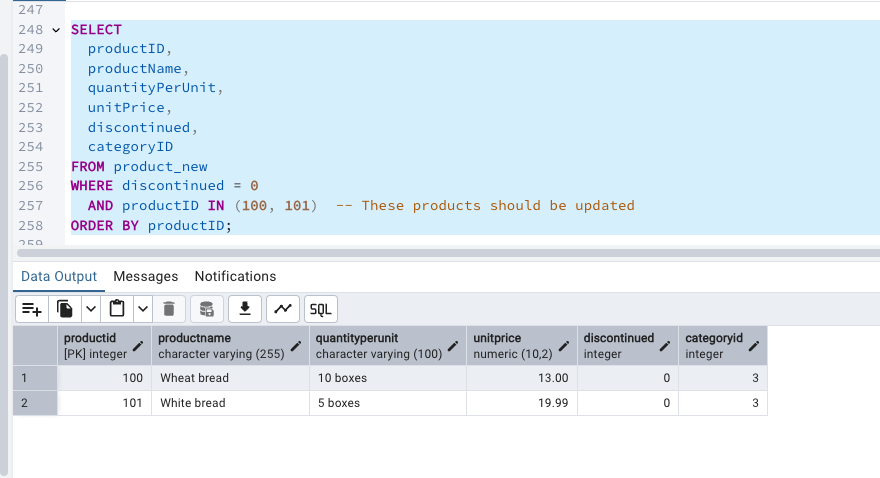 247
248 SELECT
249 productID,
250 productName,
251 quantityPerUnit,
252 unitPrice,
253 discontinued,
254 categoryID
255 FROM product_new
256 WHERE discontinued = 0
257 AND productID IN (100, 101) -- These products should be updated
258 ORDER BY productID;
259
Data Output Messages Notifications
SQL
productid productname quantityperunit unitprice discontinued categoryid
[PK] integer character varying (255) character varying (100) numeric (10,2) integer integer
1 100 Wheat bread 10 boxes 13.00 0 3
2 101 White bread 5 boxes 19.99 0 3